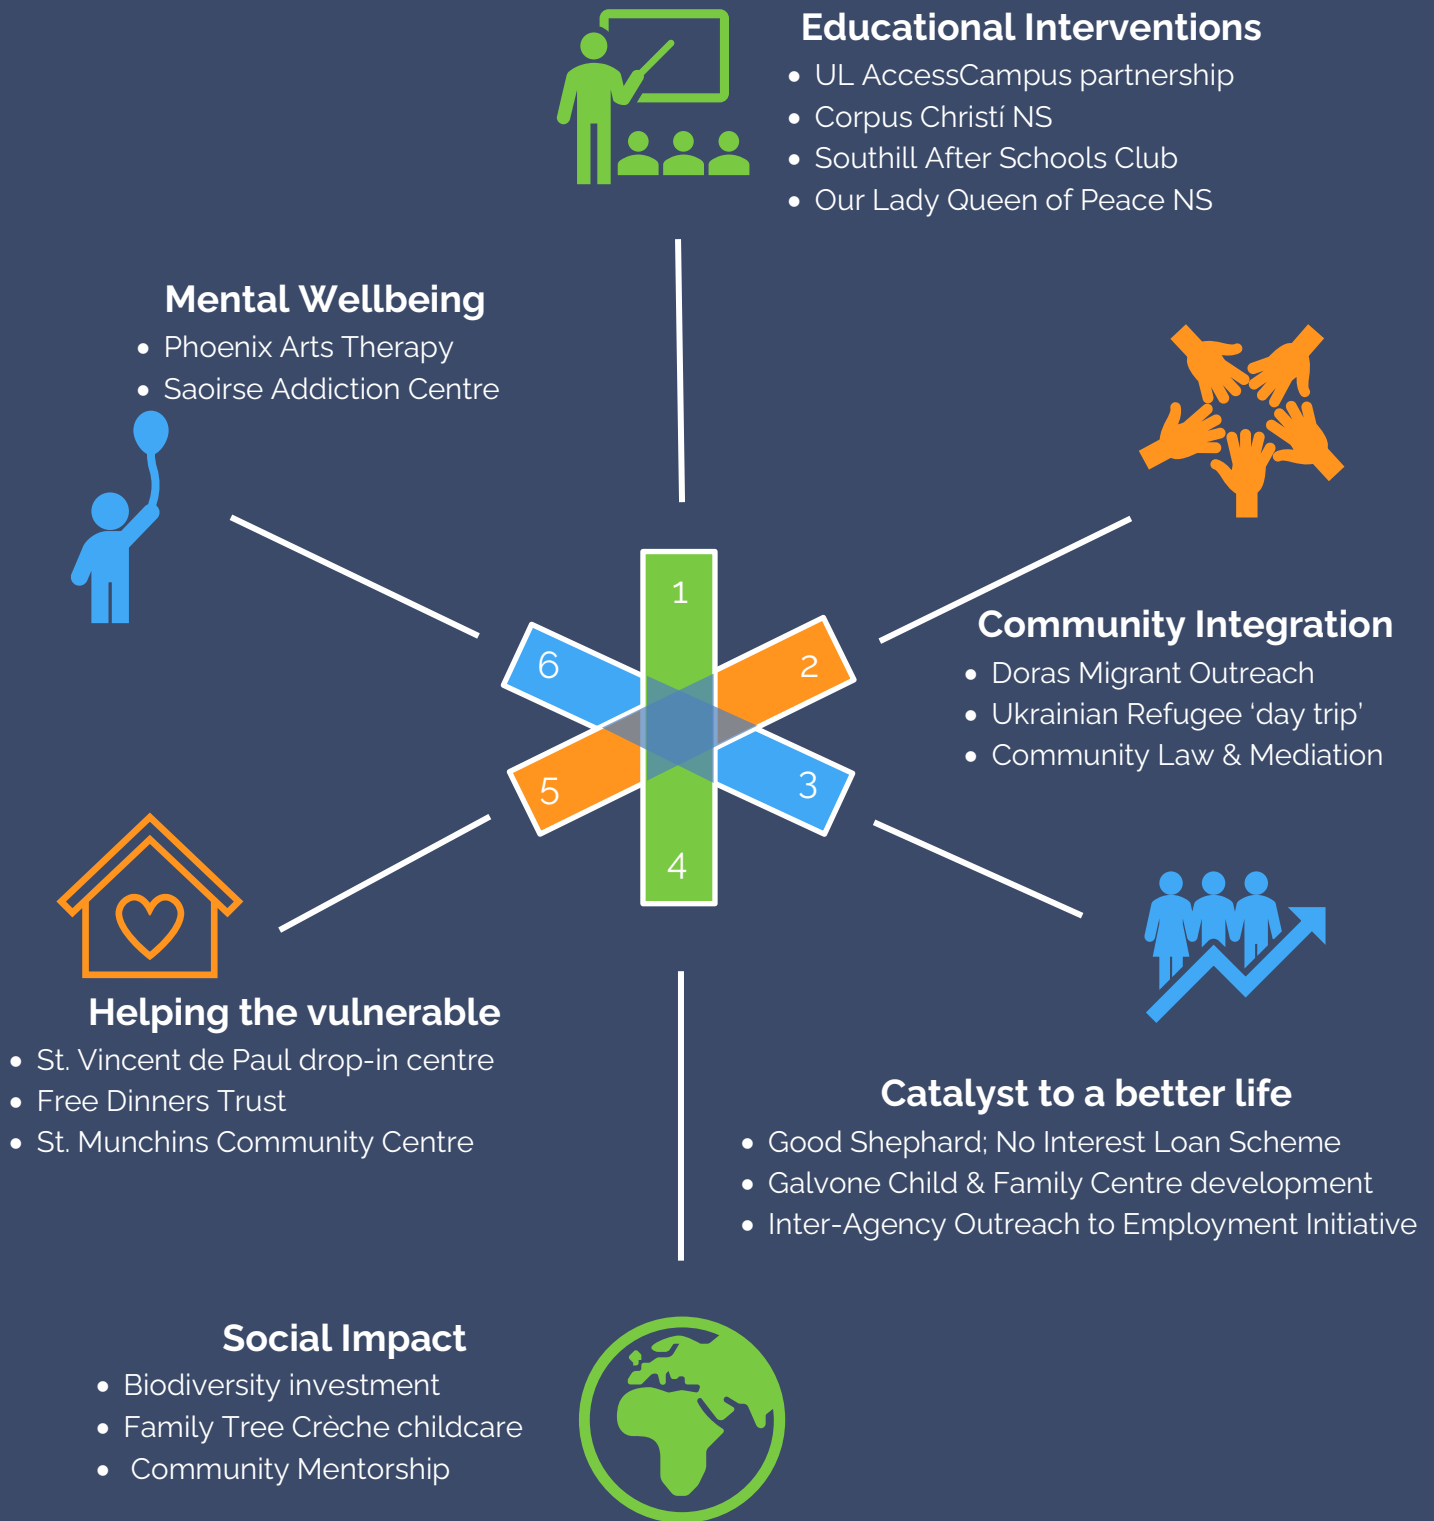 Educational Interventions
• UL AccessCampus partnership
• Corpus Christí NS
• Southill After Schools Club
• Our Lady Queen of Peace NS
Mental Wellbeing
• Phoenix Arts Therapy
• Saoirse Addiction Centre
1
6
2
5
3
4
Community Integration
• Doras Migrant Outreach
• Ukrainian Refugee ‘day trip’
• Community Law & Mediation
Helping the vulnerable
• St. Vincent de Paul drop-in centre
• Free Dinners Trust
• St. Munchins Community Centre
Catalyst to a better life
• Good Shephard; No Interest Loan Scheme
• Galvone Child & Family Centre development
• Inter-Agency Outreach to Employment Initiative
Social Impact
• Biodiversity investment
• Family Tree Crèche childcare
• Community Mentorship